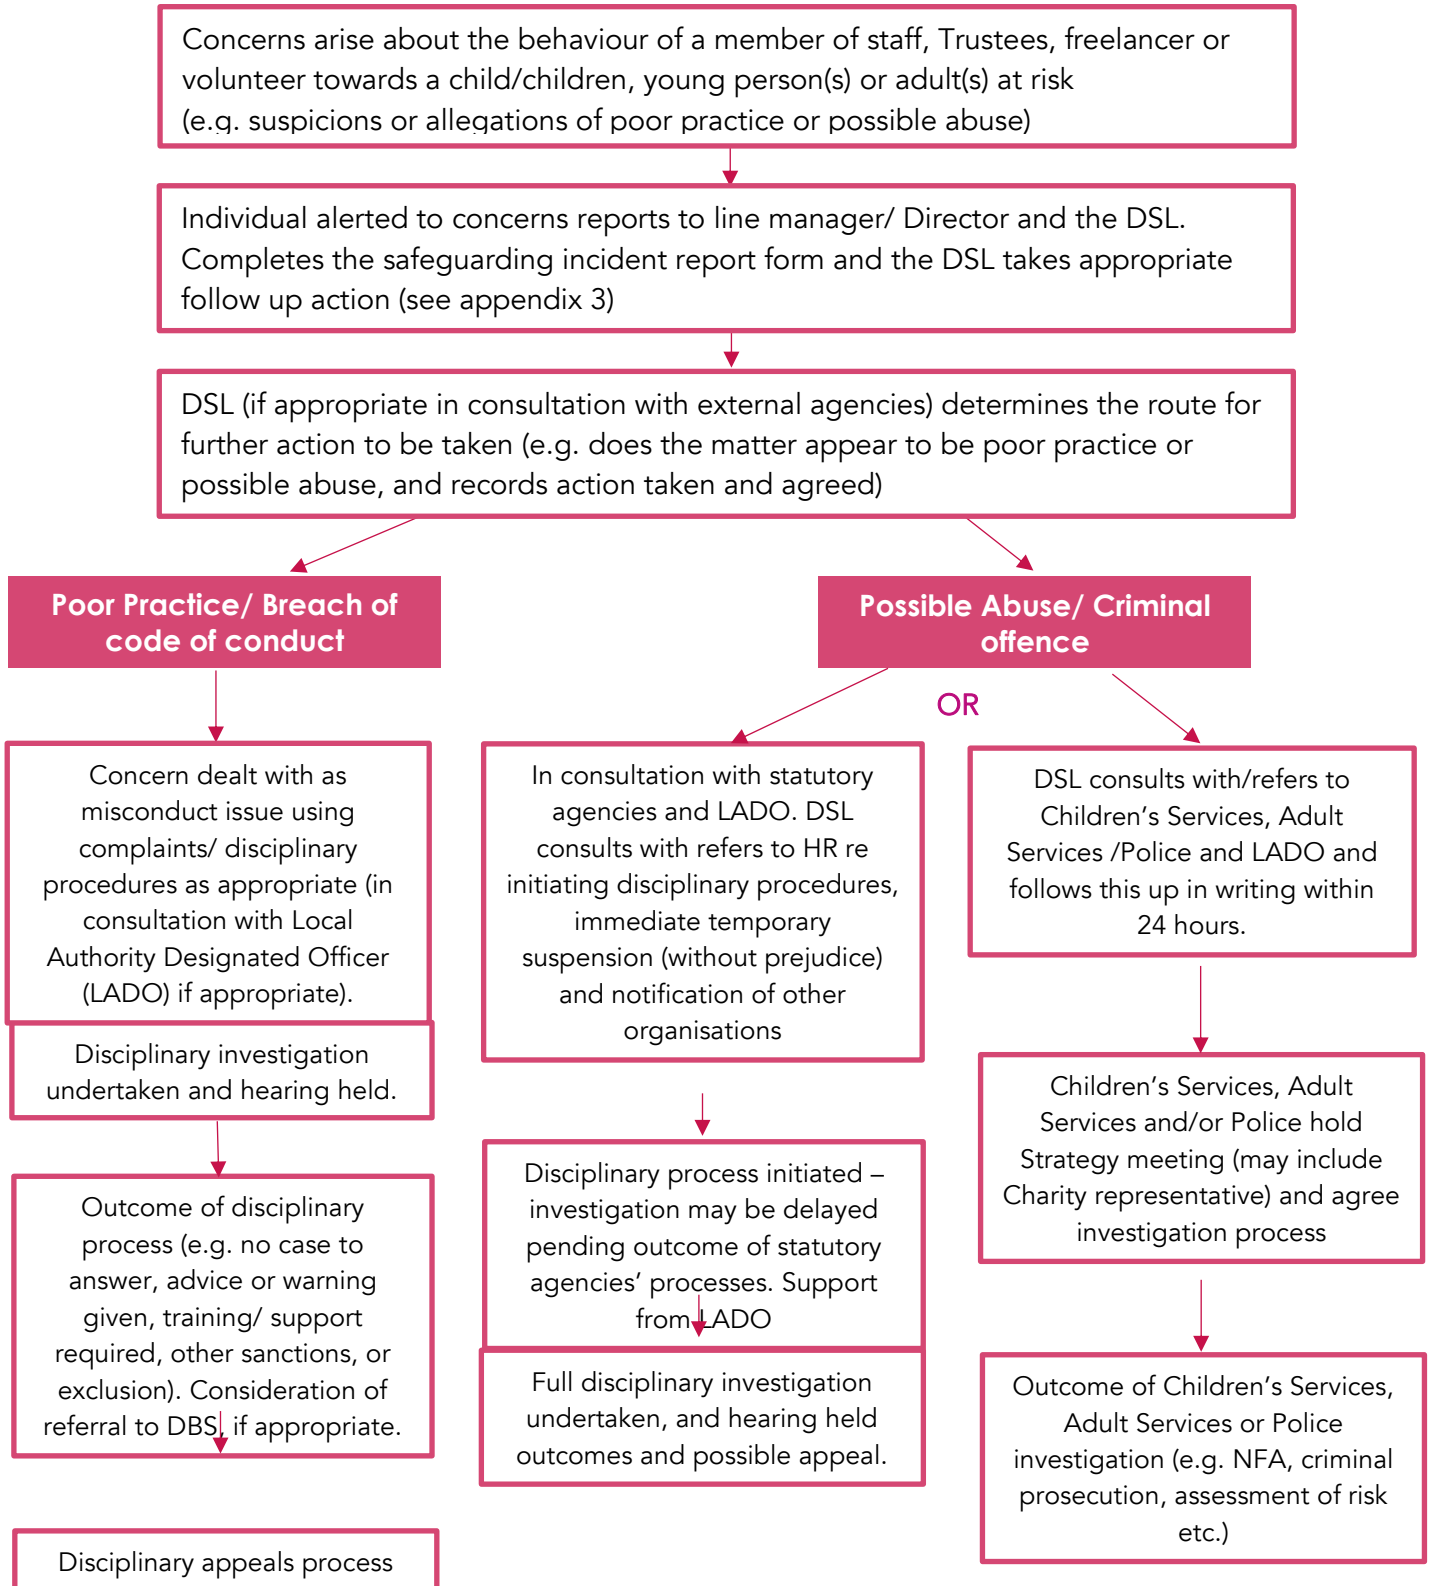 Concerns arise about the behaviour of a member of staff, Trustees, freelancer or
volunteer towards a child/children, young person(s) or adult(s) at risk
(e.g. suspicions or allegations of poor practice or possible abuse)
Individual alerted to concerns reports to line manager/ Director and the DSL.
Completes the safeguarding incident report form and the DSL takes appropriate
follow up action (see appendix 3)
DSL (if appropriate in consultation with external agencies) determines the route for
further action to be taken (e.g. does the matter appear to be poor practice or
possible abuse, and records action taken and agreed)
Poor Practice/ Breach of
code of conduct
Concern dealt with as
misconduct issue using
complaints/ disciplinary
procedures as appropriate (in
consultation with Local
Authority Designated Officer
(LADO) if appropriate).
Disciplinary investigation
undertaken and hearing held.
Outcome of disciplinary
process (e.g. no case to
answer, advice or warning
given, training/ support
required, other sanctions, or
exclusion). Consideration of
referral to DBS, if appropriate.
Disciplinary appeals process
Possible Abuse/ Criminal
offence
OR
In consultation with statutory
agencies and LADO. DSL
consults with refers to HR re
initiating disciplinary procedures,
immediate temporary
suspension (without prejudice)
and notification of other
organisations
Disciplinary process initiated –
investigation may be delayed
pending outcome of statutory
agencies’ processes. Support
from LADO
Full disciplinary investigation
undertaken, and hearing held
outcomes and possible appeal.
DSL consults with/refers to
Children’s Services, Adult
Services /Police and LADO and
follows this up in writing within
24 hours.
Children’s Services, Adult
Services and/or Police hold
Strategy meeting (may include
Charity representative) and agree
investigation process
Outcome of Children’s Services,
Adult Services or Police
investigation (e.g. NFA, criminal
prosecution, assessment of risk
etc.)